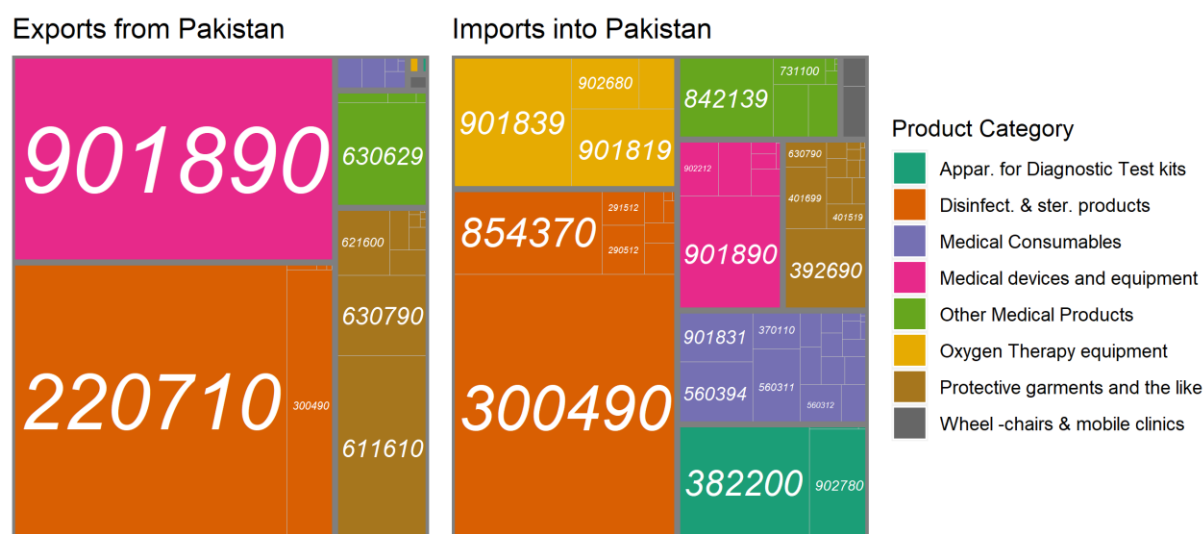 Exports from Pakistan
901890
220710
300490
630629
621600
630790
611610
Imports into Pakistan
901839
902680
901819
854370
291512
290512
300490
842139
731100
902212
901890
630790
401699
401519
392690
901831
370110
560394
560311
560312
382200
902780
Product Category
Appar. for Diagnostic Test kits
Disinfect. & ster. products
Medical Consumables
Medical devices and equipment
Other Medical Products
Oxygen Therapy equipment
Protective garments and the like
Wheel -chairs & mobile clinics